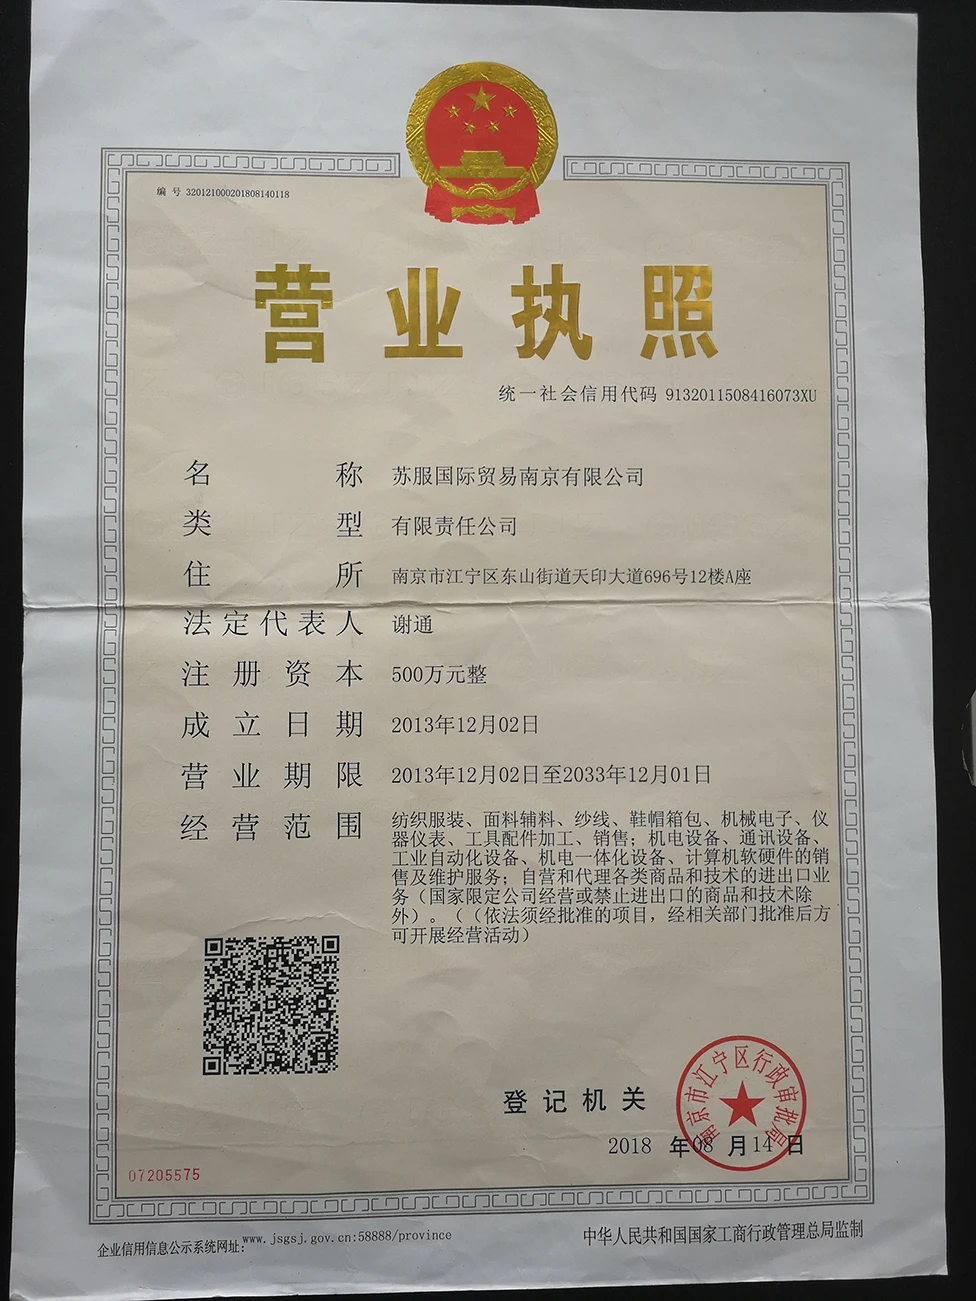 编 号 320121000201808140118
营业执照
统一社会信用代码 9132011508416073XU
名称 苏服国际贸易南京有限公司
类型 有限责任公司
住所 南京市江宁区东山街道天印大道696号12楼A座
法定代表人 谢通
注册资本 500万元整
成立日期 2013年12月02日
营业期限 2013年12月02日至2033年12月01日
经营范围 纺织服装、面料辅料、纱线、鞋帽箱包、机械电子、仪
器仪表、工具配件加工、销售；机电设备、通讯设备、
工业自动化设备、机电一体化设备、计算机软硬件的销
售及维护服务；自营和代理各类商品和技术的进出口业
务（国家限定公司经营或禁止进出口的商品和技术除
外）。（（依法须经批准的项目，经相关部门批准后方
可开展经营活动）
登记机关
南京市江宁区行政审批局
2018 年08 月14 日
07205575
企业信用信息公示系统网址：www.jsgsj.gov.cn:58888/province
中华人民共和国国家工商行政管理总局监制